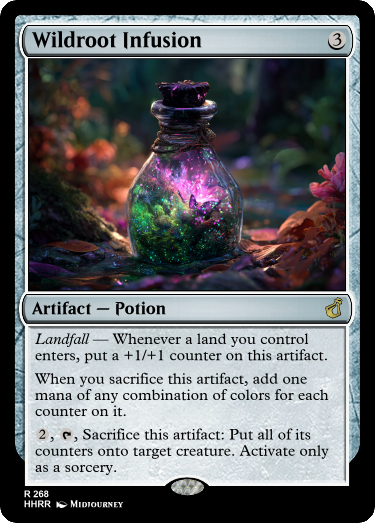 Wildroot Infusion 3
Artifact — Potion
Landfall — Whenever a land you control
enters, put a +1/+1 counter on this artifact.
When you sacrifice this artifact, add one
mana of any combination of colors for each
counter on it.
2, , Sacrifice this artifact: Put all of its
counters onto target creature. Activate only
as a sorcery.
R 268
HHRR Midjourney